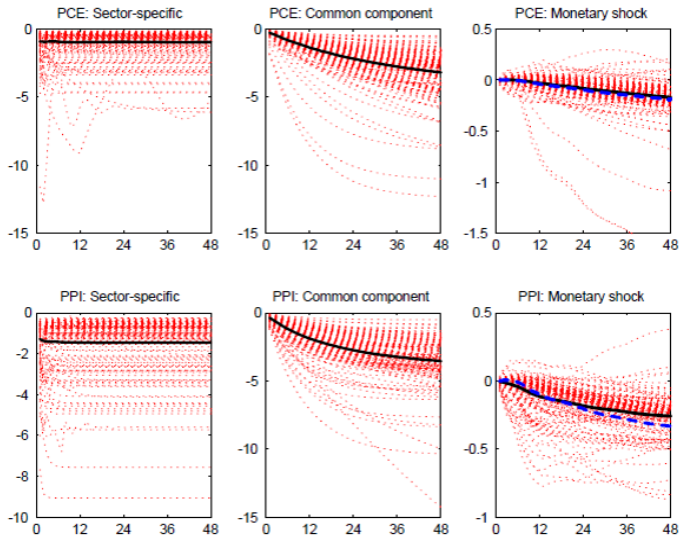 PCE: Sector-specific
0
-5
-10
-15
0 12 24 36 48
PCE: Common component
0
-5
-10
-15
0 12 24 36 48
PCE: Monetary shock
0.5
0
-0.5
-1
-1.5
0 12 24 36 48
PPI: Sector-specific
0
-2
-4
-6
-8
-10
0 12 24 36 48
PPI: Common component
0
-5
-10
-15
0 12 24 36 48
PPI: Monetary shock
0.5
0
-0.5
-1
0 12 24 36 48